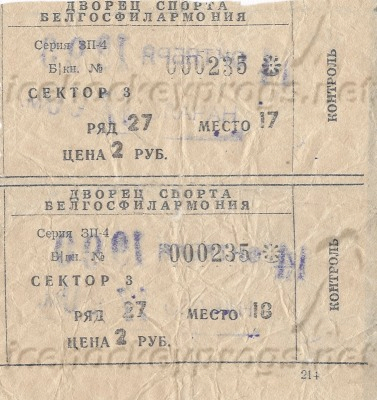 ДВОРЕЦ СПОРТА
БЕЛГОСФИЛАРМОНИЯ
Серия ЗП-4
Б/кн. № 000235
СЕКТОР 3
РЯД 27 МЕСТО 17
ЦЕНА 2 РУБ.
КОНТРОЛЬ
ДВОРЕЦ СПОРТА
БЕЛГОСФИЛАРМОНИЯ
Серия ЗП-4
Б/кн. № 000235
СЕКТОР 3
РЯД 27 МЕСТО 18
ЦЕНА 2 РУБ.
КОНТРОЛЬ
214